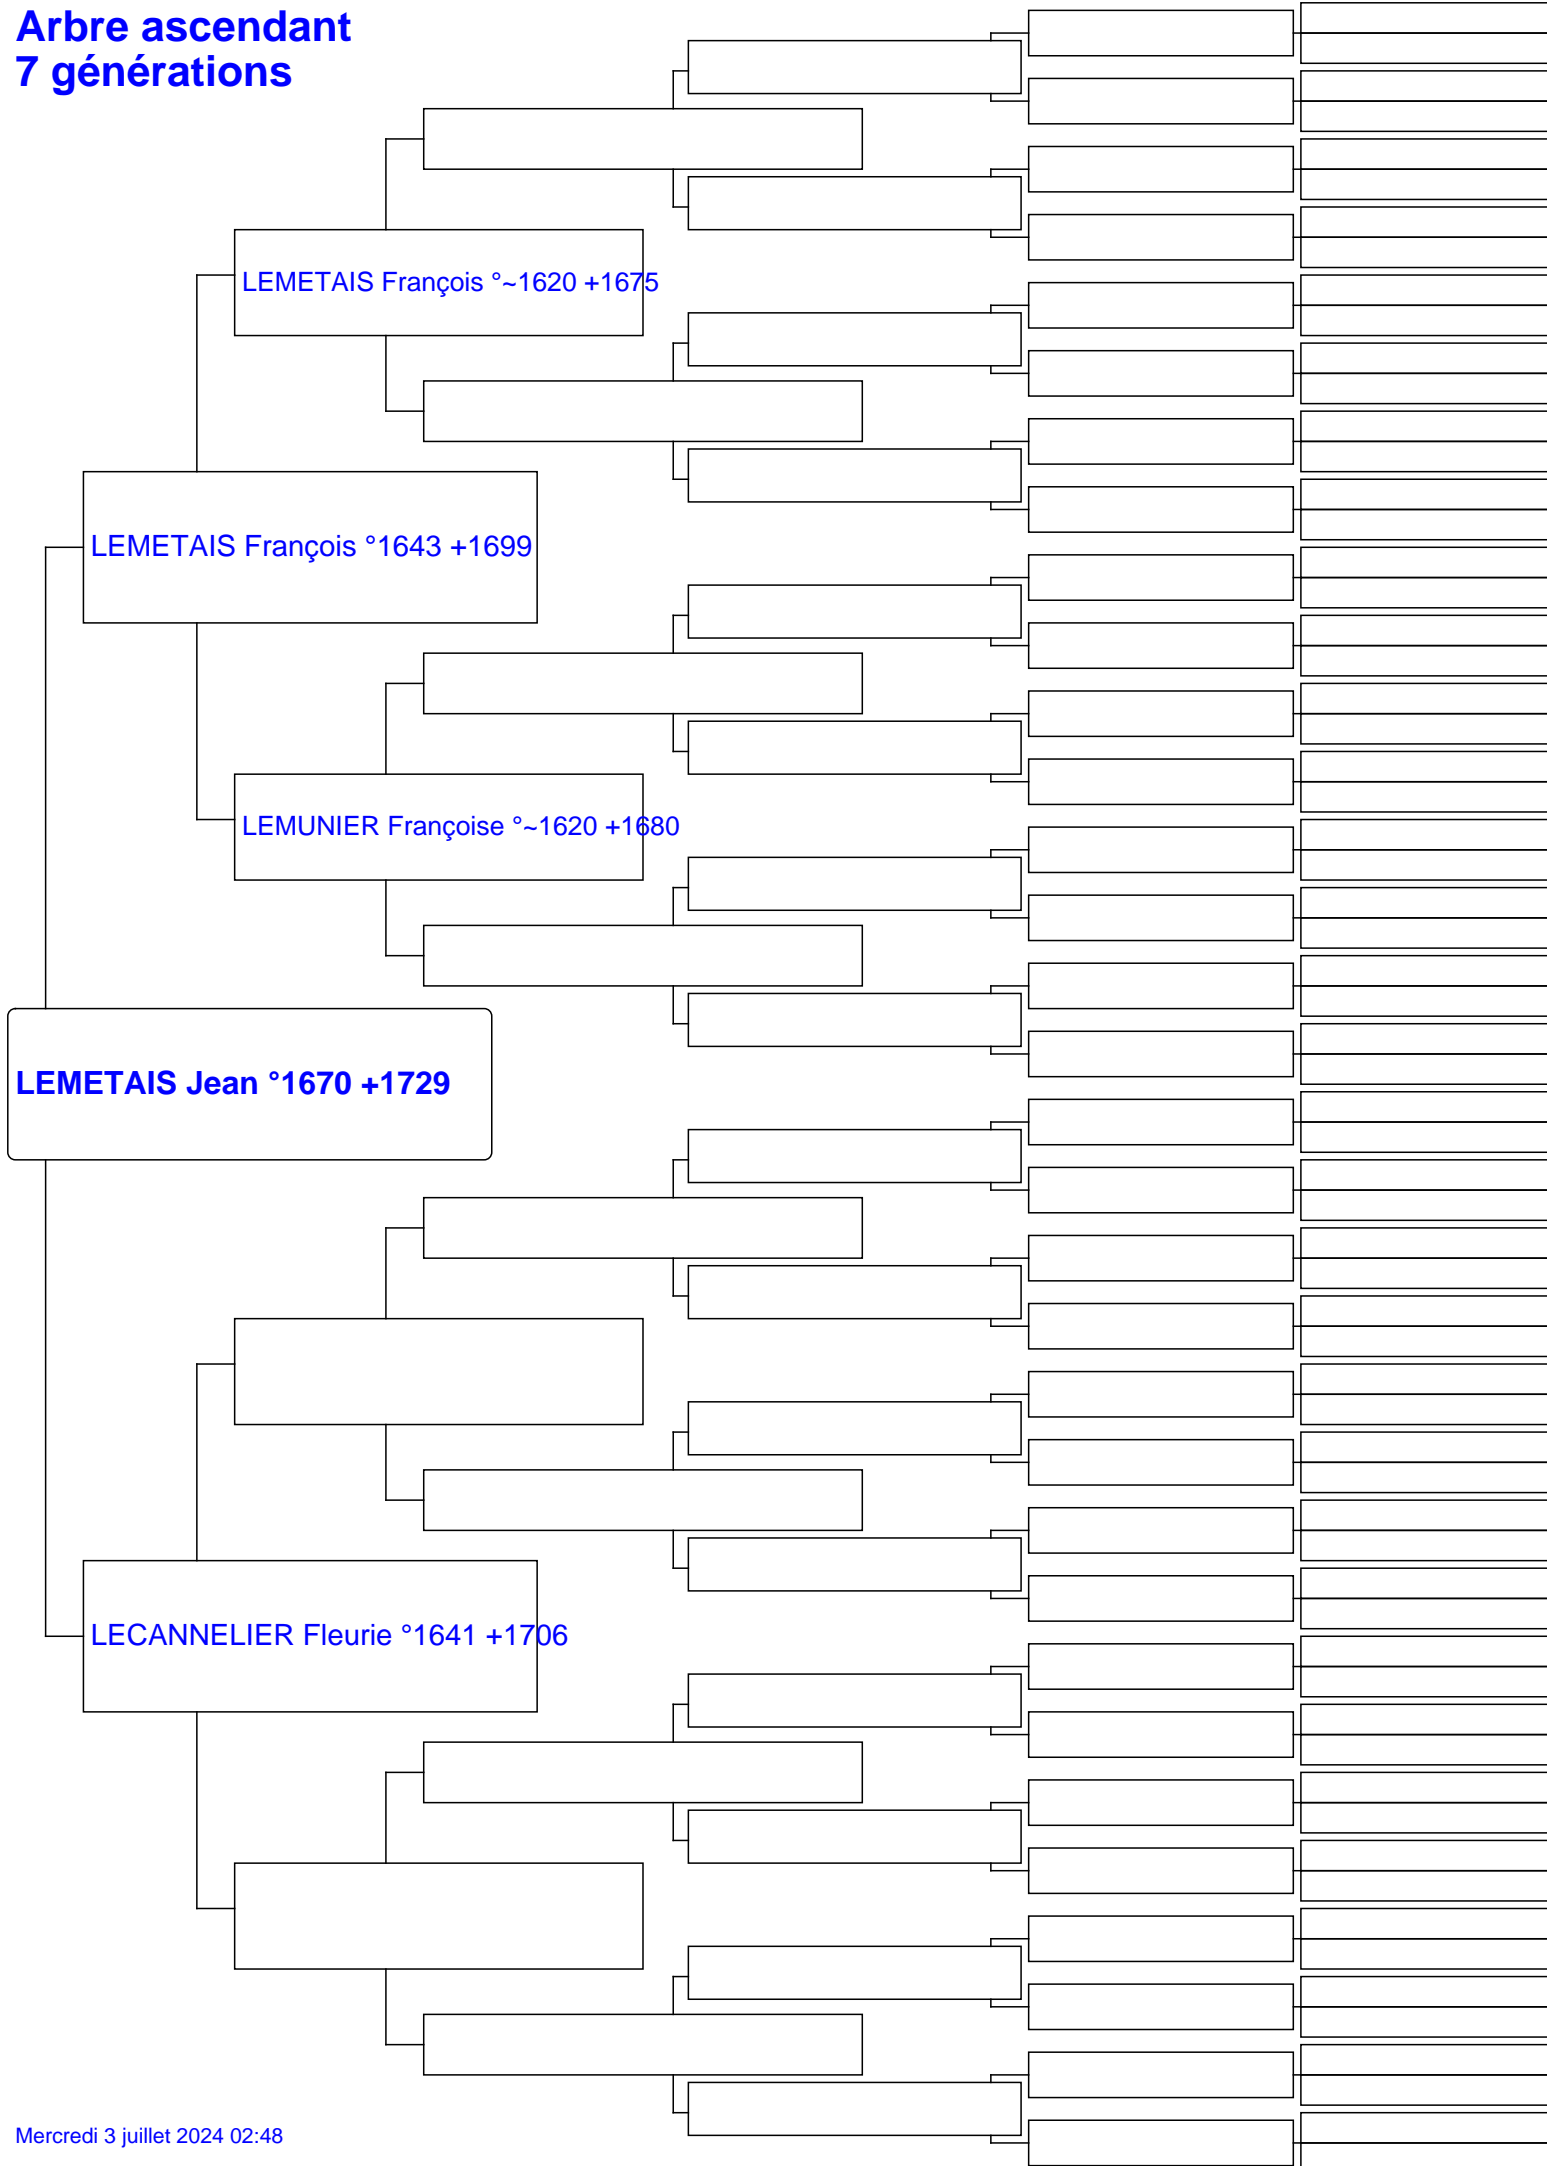 Arbre ascendant
7 générations
LEMETAIS François °~1620 +1675
LEMETAIS François °1643 +1699
LEMUNIER Françoise °~1620 +1680
LEMETAIS Jean °1670 +1729
LECANNELIER Fleurie °1641 +1706
Mercredi 3 juillet 2024 02:48